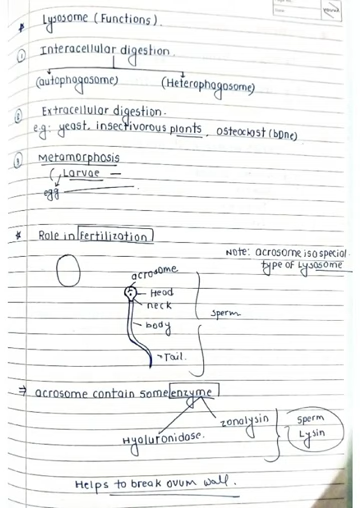 * Lysosome (Functions).
① Interacellular digestion.
(autophagosome) (Heterophagosome)
② Extracellular digestion.
e.g: yeast, insectivorous plants, osteoclast (bone)
③ Metamorphosis
(Larvae —
egg
* Role in Fertilization
Note: acrosome is a special type of Lysosome
acrosome
Head
neck
body
Tail.
sperm
⇒ acrosome contain some enzyme
Hyaluronidase. zonalysin
sperm Lysin
Helps to break ovum wall.